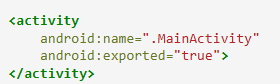 <activity
    android:name=".MainActivity"
    android:exported="true">
</activity>